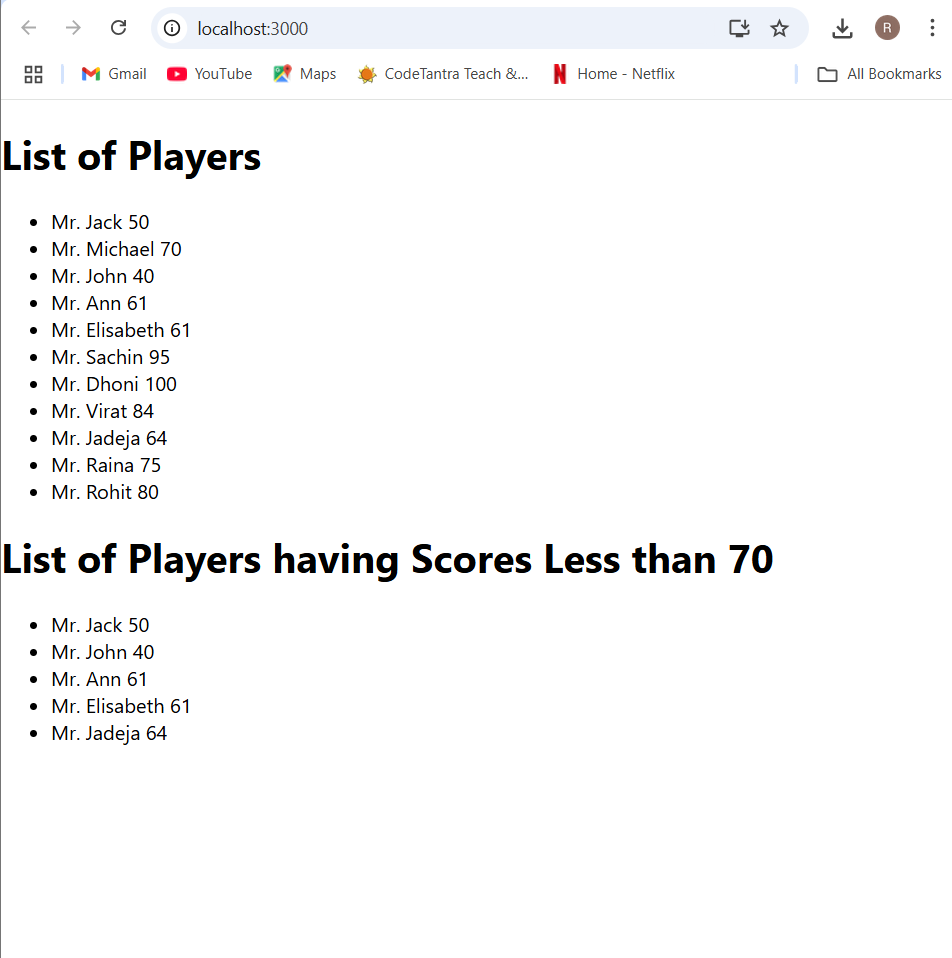 localhost:3000
R
Gmail YouTube Maps CodeTantra Teach &... Home - Netflix All Bookmarks
List of Players
• Mr. Jack 50
• Mr. Michael 70
• Mr. John 40
• Mr. Ann 61
• Mr. Elisabeth 61
• Mr. Sachin 95
• Mr. Dhoni 100
• Mr. Virat 84
• Mr. Jadeja 64
• Mr. Raina 75
• Mr. Rohit 80
List of Players having Scores Less than 70
• Mr. Jack 50
• Mr. John 40
• Mr. Ann 61
• Mr. Elisabeth 61
• Mr. Jadeja 64